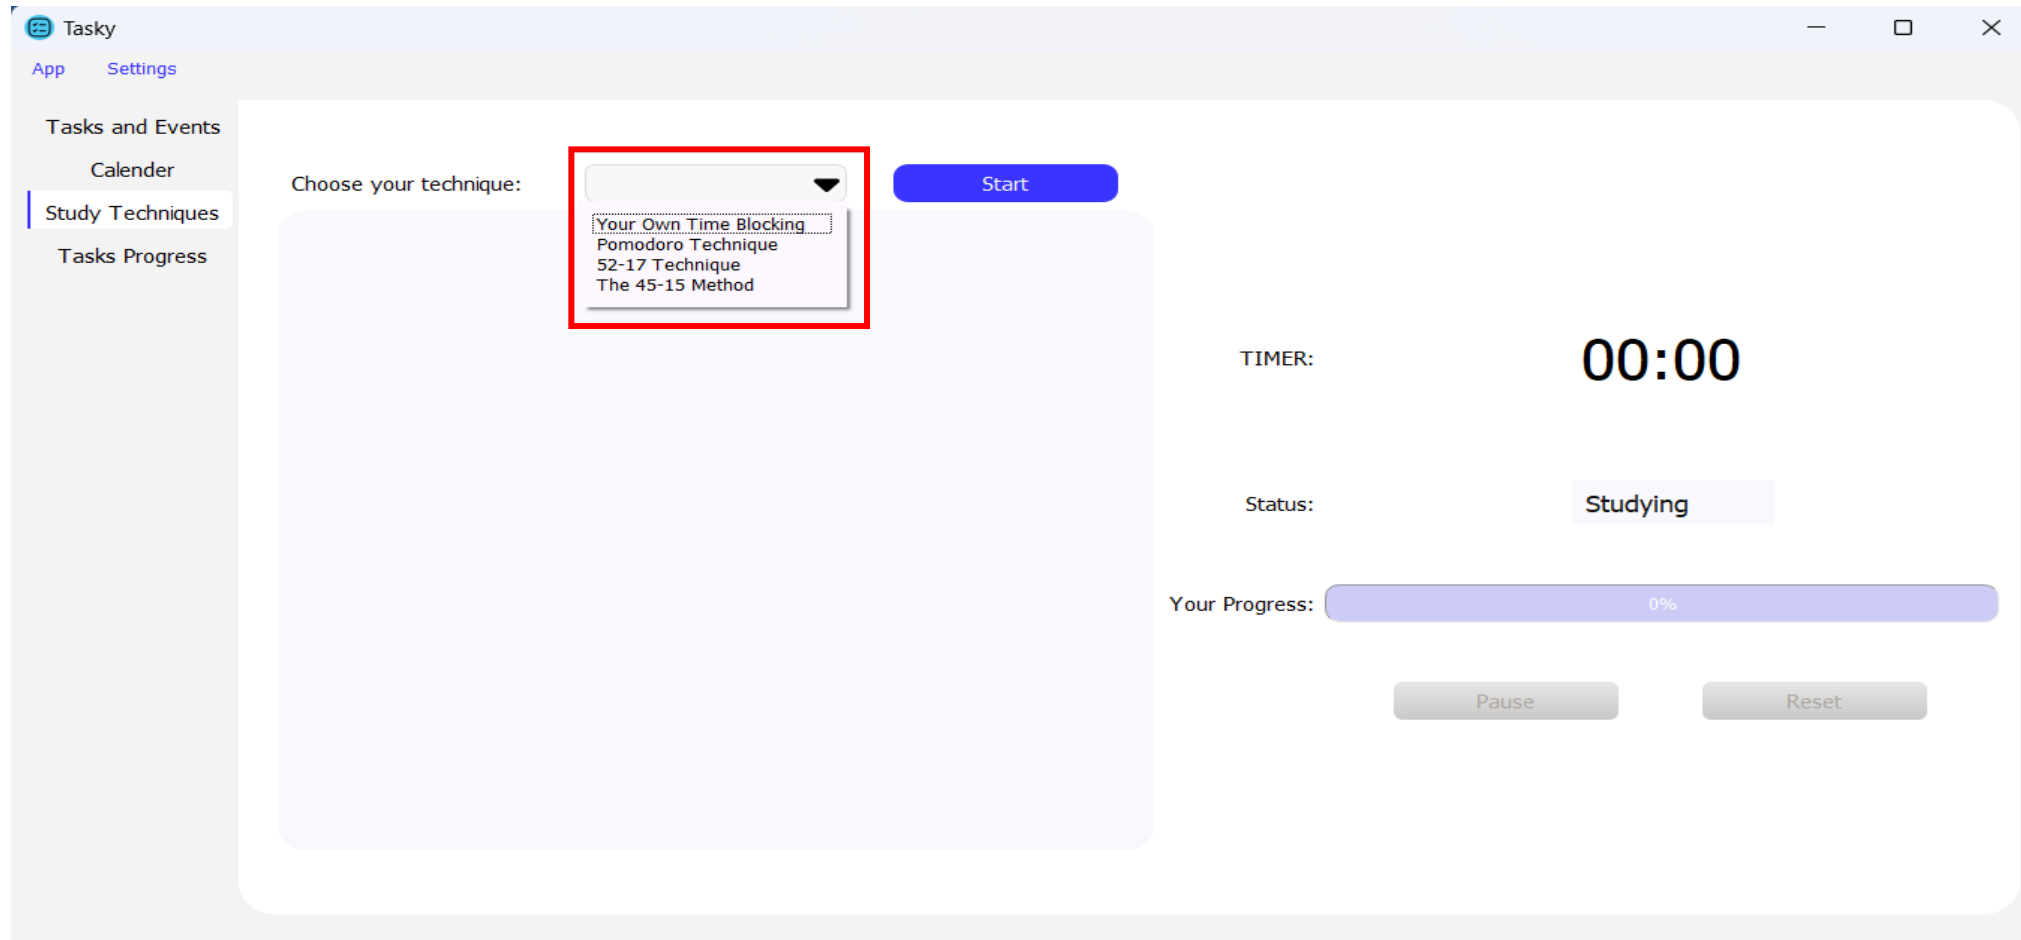 Tasky
App Settings
Tasks and Events
Calender
Study Techniques
Tasks Progress
Choose your technique:
Start
Your Own Time Blocking
Pomodoro Technique
52-17 Technique
The 45-15 Method
TIMER: 00:00
Status: Studying
Your Progress: 0%
Pause Reset